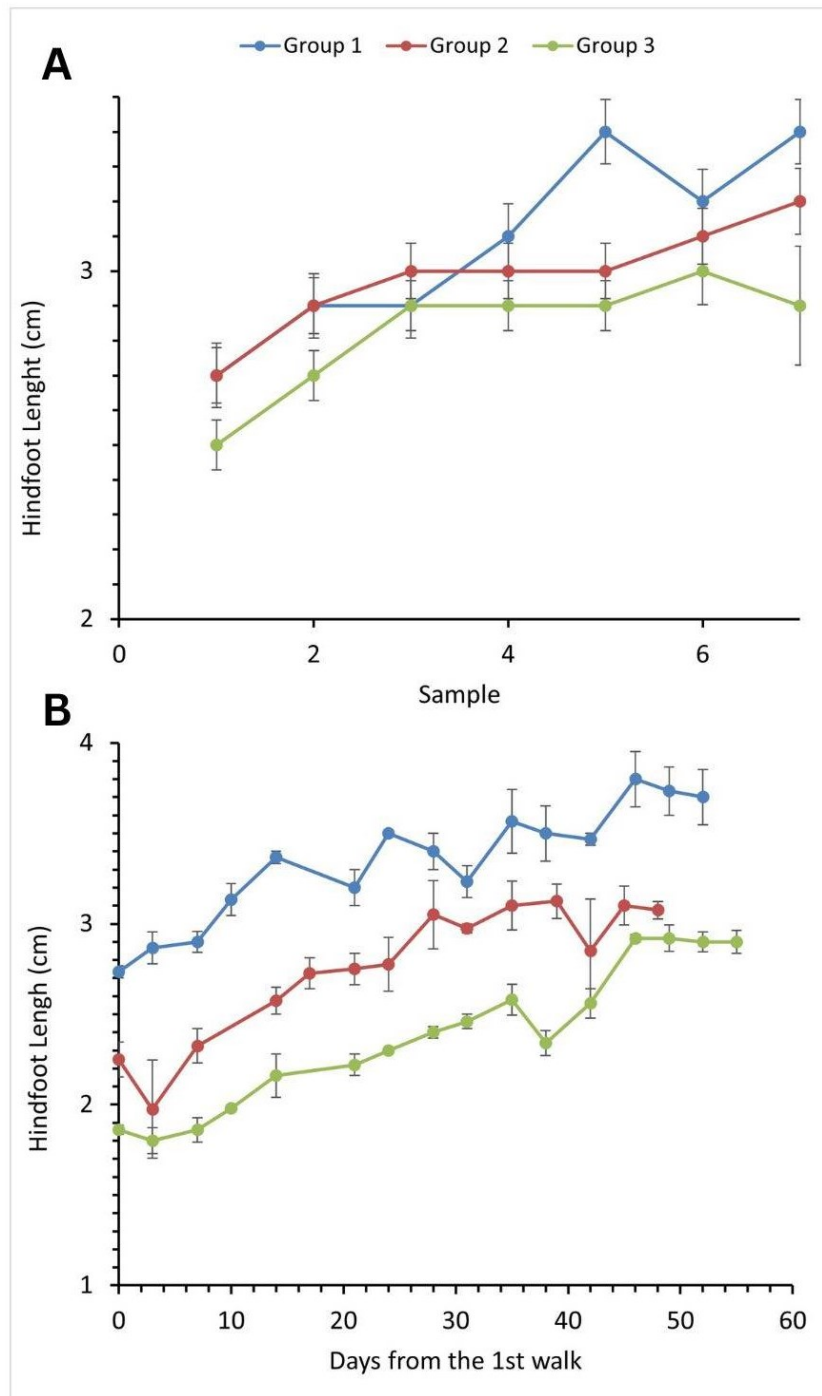 A
Group 1 Group 2 Group 3
3
2
Hindfoot Lenght (cm)
0 2 4 6
Sample
B
4
3
2
1
Hindfoot Lengh (cm)
0 10 20 30 40 50 60
Days from the 1st walk